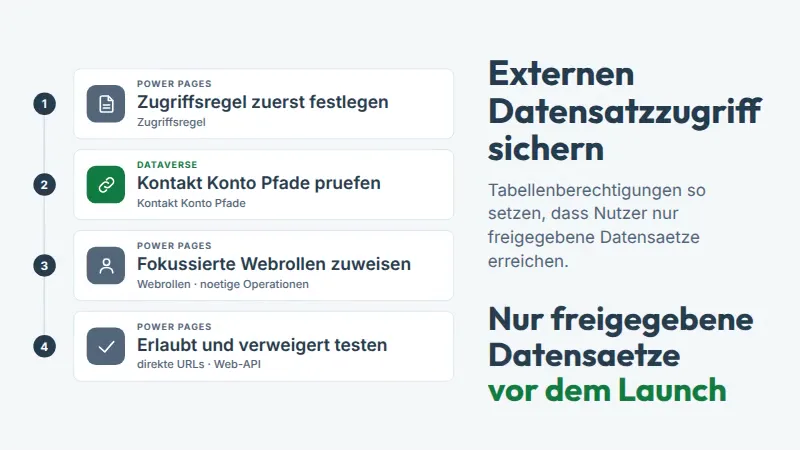 1
POWER PAGES
Zugriffsregel zuerst festlegen
Zugriffsregel
2
DATAVERSE
Kontakt Konto Pfade pruefen
Kontakt Konto Pfade
3
POWER PAGES
Fokussierte Webrollen zuweisen
Webrollen · noetige Operationen
4
POWER PAGES
Erlaubt und verweigert testen
direkte URLs · Web-API
Externen
Datensatzzugriff
sichern
Tabellenberechtigungen so
setzen, dass Nutzer nur
freigegebene Datensaetze
erreichen.
Nur freigegebene
Datensaetze
vor dem Launch